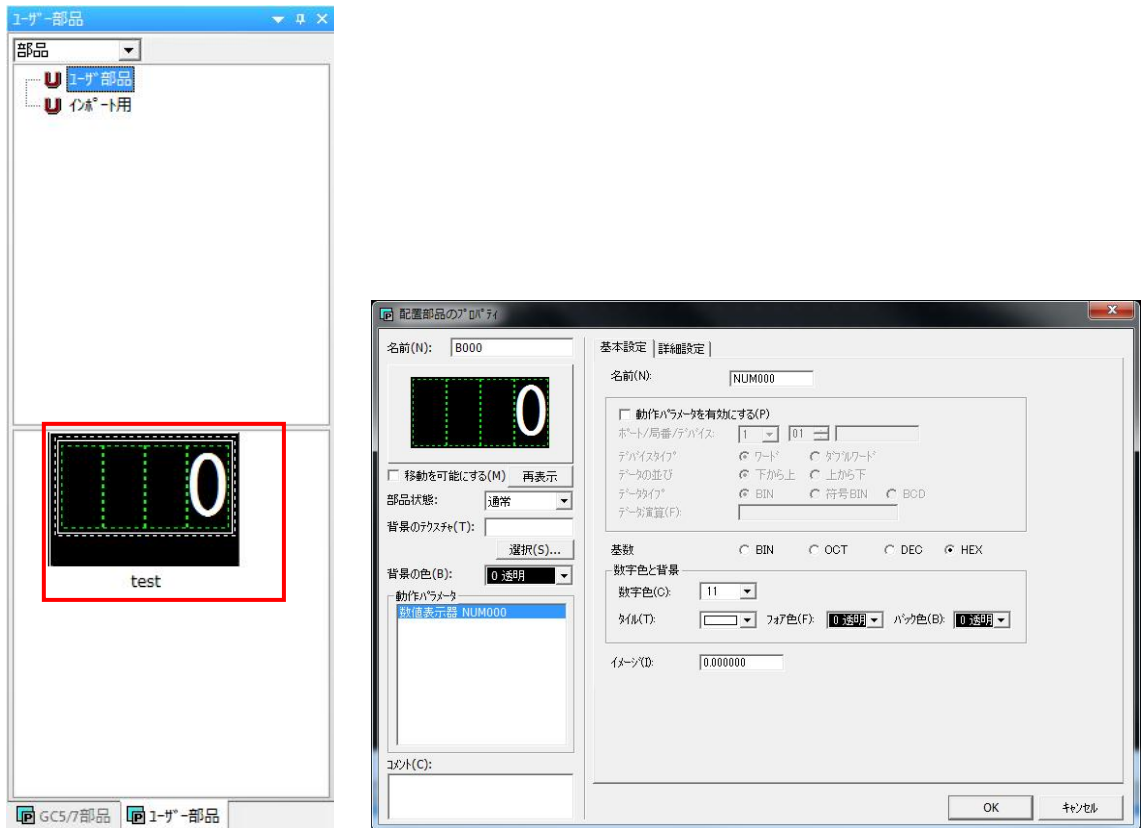 ﾕｰｻﾞｰ部品
部品
ﾕｰｻﾞ部品
ｲﾝﾎﾟｰﾄ用
0
test
GC5/7部品
ﾕｰｻﾞｰ部品
配置部品のﾌﾟﾛﾊﾟﾃｨ
名前(N): B000
0
移動を可能にする(M) 再表示
部品状態: 通常
背景のﾃｸｽﾁｬ(T):
選択(S)...
背景の色(B): 0 透明
動作ﾊﾟﾗﾒｰﾀ
数値表示器 NUM000
ｺﾒﾝﾄ(C):
基本設定 詳細設定
名前(N): NUM000
動作ﾊﾟﾗﾒｰﾀを有効にする(P)
ﾎﾟｰﾄ/局番/ﾃﾞﾊﾞｲｽ: 1 01
ﾃﾞﾊﾞｲｽﾀｲﾌﾟ ﾜｰﾄﾞ ﾀﾞﾌﾞﾙﾜｰﾄﾞ
ﾃﾞｰﾀの並び 下から上 上から下
ﾃﾞｰﾀﾀｲﾌﾟ BIN 符号BIN BCD
ﾃﾞｰﾀ演算(F):
基数 BIN OCT DEC HEX
数字色と背景
数字色(C): 11
ﾀｲﾙ(T): ﾌｫｱ色(F): 0 透明 ﾊﾞｯｸ色(B): 0 透明
ｲﾒｰｼﾞ(I): 0.000000
OK ｷｬﾝｾﾙ